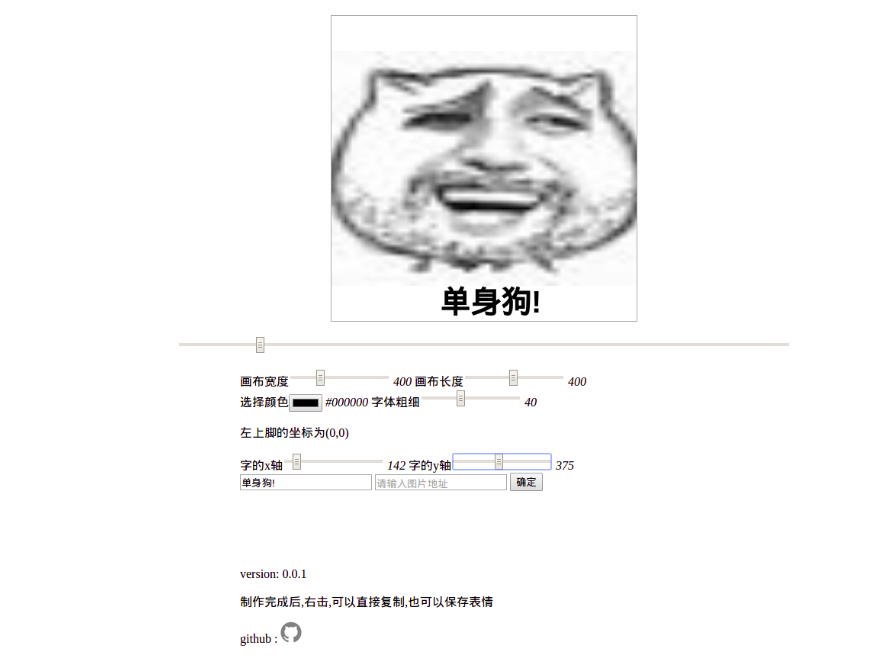 单身狗!
画布宽度 400 画布长度 400
选择颜色 #000000 字体粗细 40
左上脚的坐标为(0,0)
字的x轴 142 字的y轴 375
单身狗! 请输入图片地址 确定
version: 0.0.1
制作完成后,右击,可以直接复制,也可以保存表情
github :